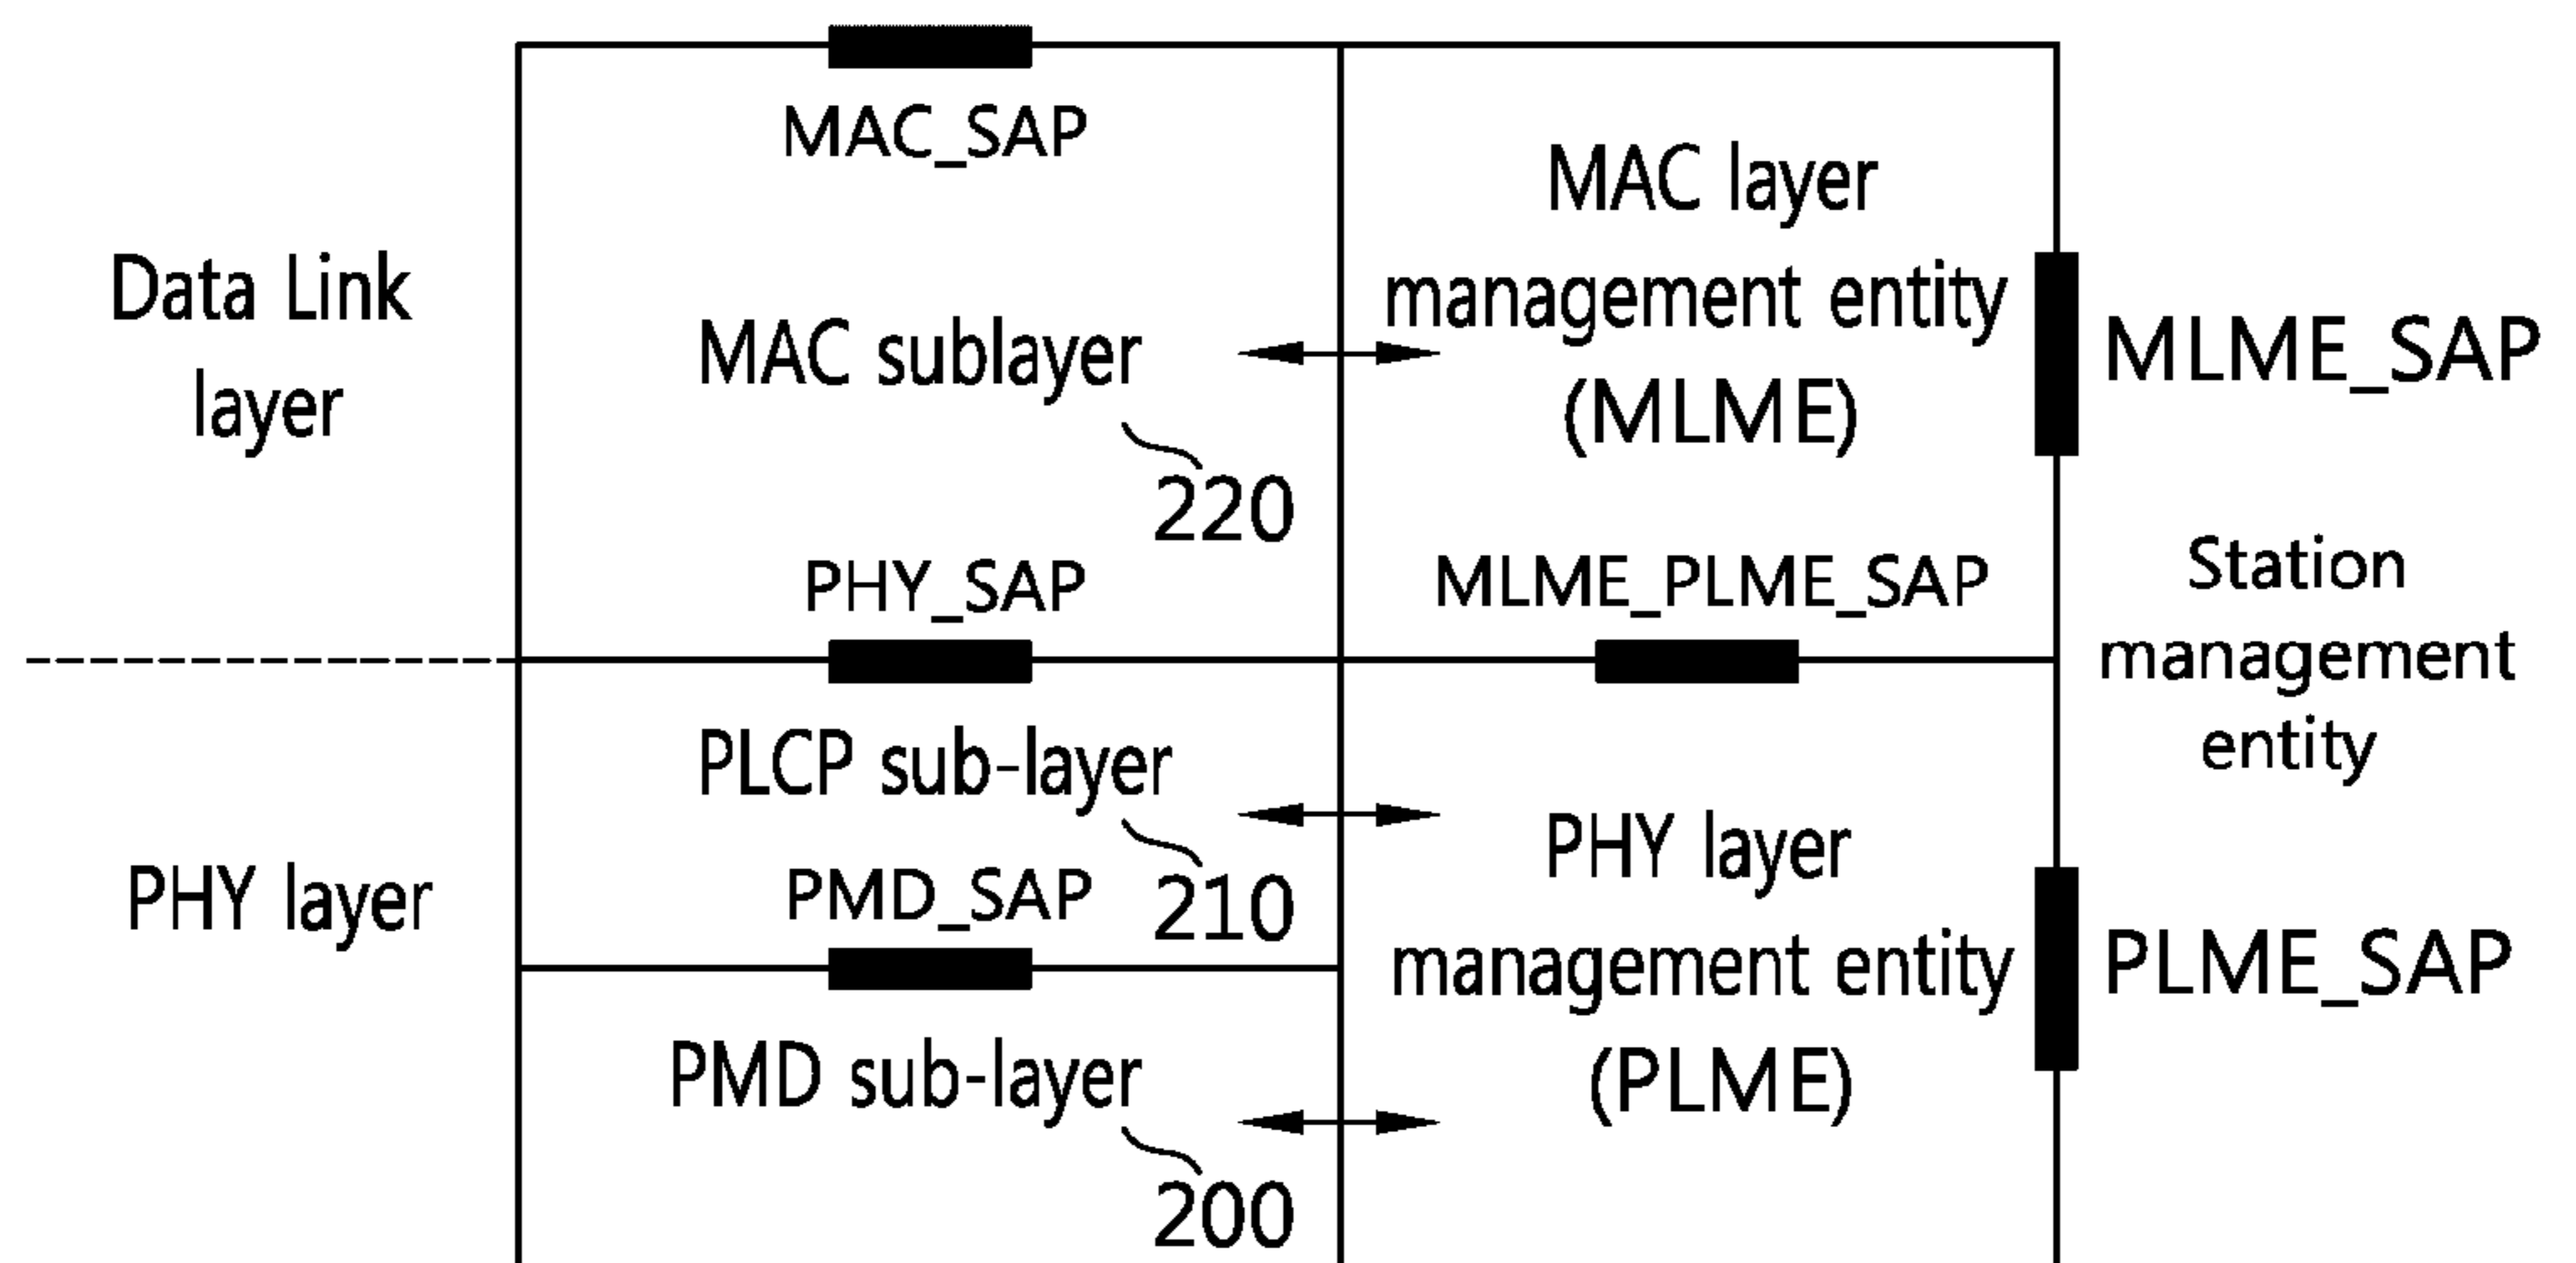 MAC_SAP
Data Link
layer
MAC sublayer
220
MAC layer
management entity
(MLME)
MLME_SAP
PHY_SAP
MLME_PLME_SAP
Station
management
entity
PHY layer
PLCP sub-layer
210
PMD_SAP
PMD sub-layer
200
PHY layer
management entity
(PLME)
PLME_SAP